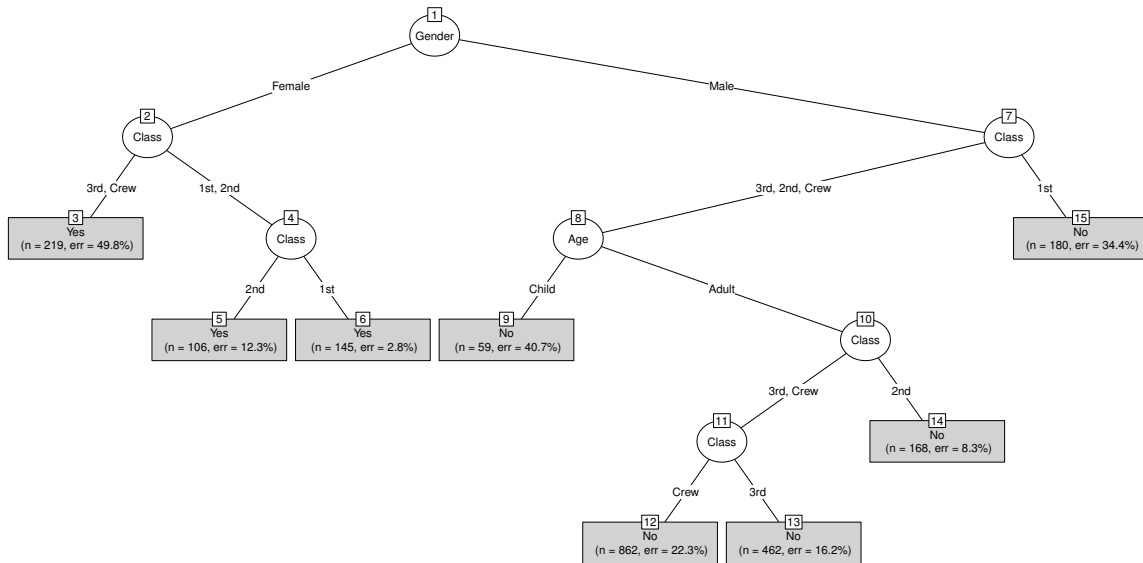 1
Gender
Female
Male
2
Class
7
Class
3rd, Crew
1st, 2nd
3rd, 2nd, Crew
1st
3
Yes
(n = 219, err = 49.8%)
4
Class
8
Age
15
No
(n = 180, err = 34.4%)
2nd
1st
Child
Adult
5
Yes
(n = 106, err = 12.3%)
6
Yes
(n = 145, err = 2.8%)
9
No
(n = 59, err = 40.7%)
10
Class
3rd, Crew
2nd
11
Class
14
No
(n = 168, err = 8.3%)
Crew
3rd
12
No
(n = 862, err = 22.3%)
13
No
(n = 462, err = 16.2%)